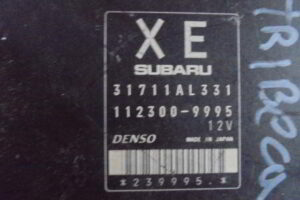 XE
SUBARU
31711AL331
112300-9995
12V
DENSO MADE IN JAPAN
*239995.*